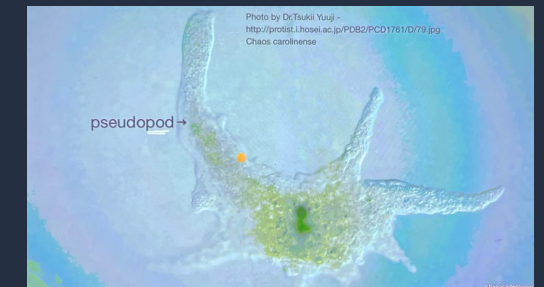 Photo by Dr.Tsukii Yuuji -
http://protist.i.hosei.ac.jp/PDB2/PCD1761/D/79.jpg
Chaos carolinense
pseudopod→